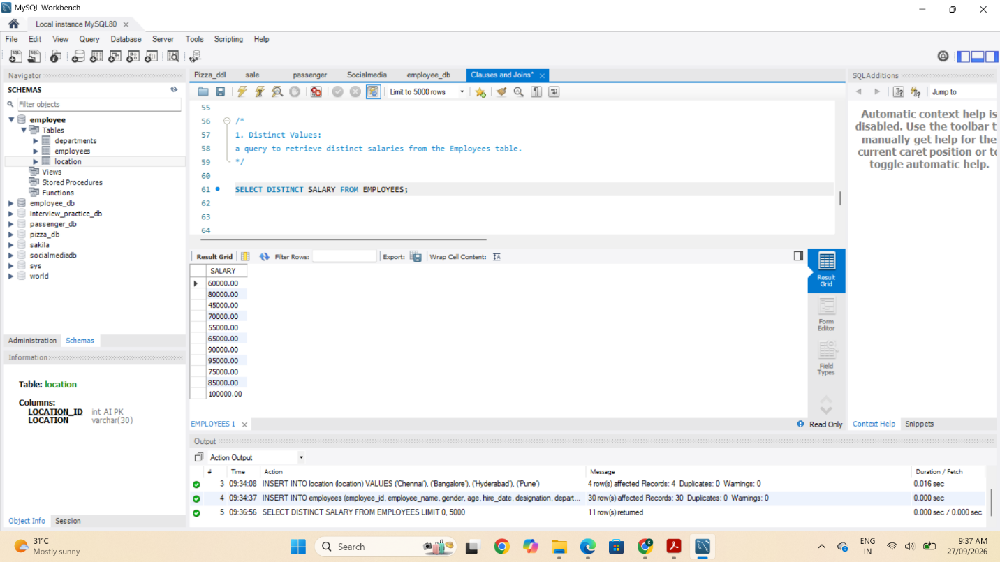 MySQL Workbench
Local instance MySQL80
File Edit View Query Database Server Tools Scripting Help
Navigator
SCHEMAS
Filter objects
employee
Tables
departments
employees
location
Views
Stored Procedures
Functions
employee_db
interview_practice_db
passenger_db
pizza_db
sakila
socialmediadb
sys
world
Administration Schemas
Information
Table: location
Columns:
LOCATION_ID int AI PK
LOCATION varchar(30)
Object Info Session
Pizza_ddl sale passenger Socialmedia employee_db Clauses and Joins*
Limit to 5000 rows
55
56 /*
57 1. Distinct Values:
58 a query to retrieve distinct salaries from the Employees table.
59 */
60
61 SELECT DISTINCT SALARY FROM EMPLOYEES;
62
63
64
Result Grid Filter Rows: Export: Wrap Cell Content:
SALARY
60000.00
80000.00
45000.00
70000.00
55000.00
65000.00
90000.00
95000.00
75000.00
85000.00
100000.00
Result
Grid
Form
Editor
Field
Types
EMPLOYEES 1
Read Only
SQLAdditions
Jump to
Automatic context help is
disabled. Use the toolbar t
manually get help for the
current caret position or to
toggle automatic help.
Context Help Snippets
Output
Action Output
# Time Action Message Duration / Fetch
3 09:34:08 INSERT INTO location (location) VALUES ('Chennai'), ('Bangalore'), ('Hyderabad'), ('Pune') 4 row(s) affected Records: 4 Duplicates: 0 Warnings: 0 0.016 sec
4 09:34:37 INSERT INTO employees (employee_id, employee_name, gender, age, hire_date, designation, depart... 30 row(s) affected Records: 30 Duplicates: 0 Warnings: 0 0.000 sec
5 09:36:56 SELECT DISTINCT SALARY FROM EMPLOYEES LIMIT 0, 5000 11 row(s) returned 0.000 sec / 0.000 sec
31°C
Mostly sunny
Search
ENG
IN
9:37 AM
27/09/2026